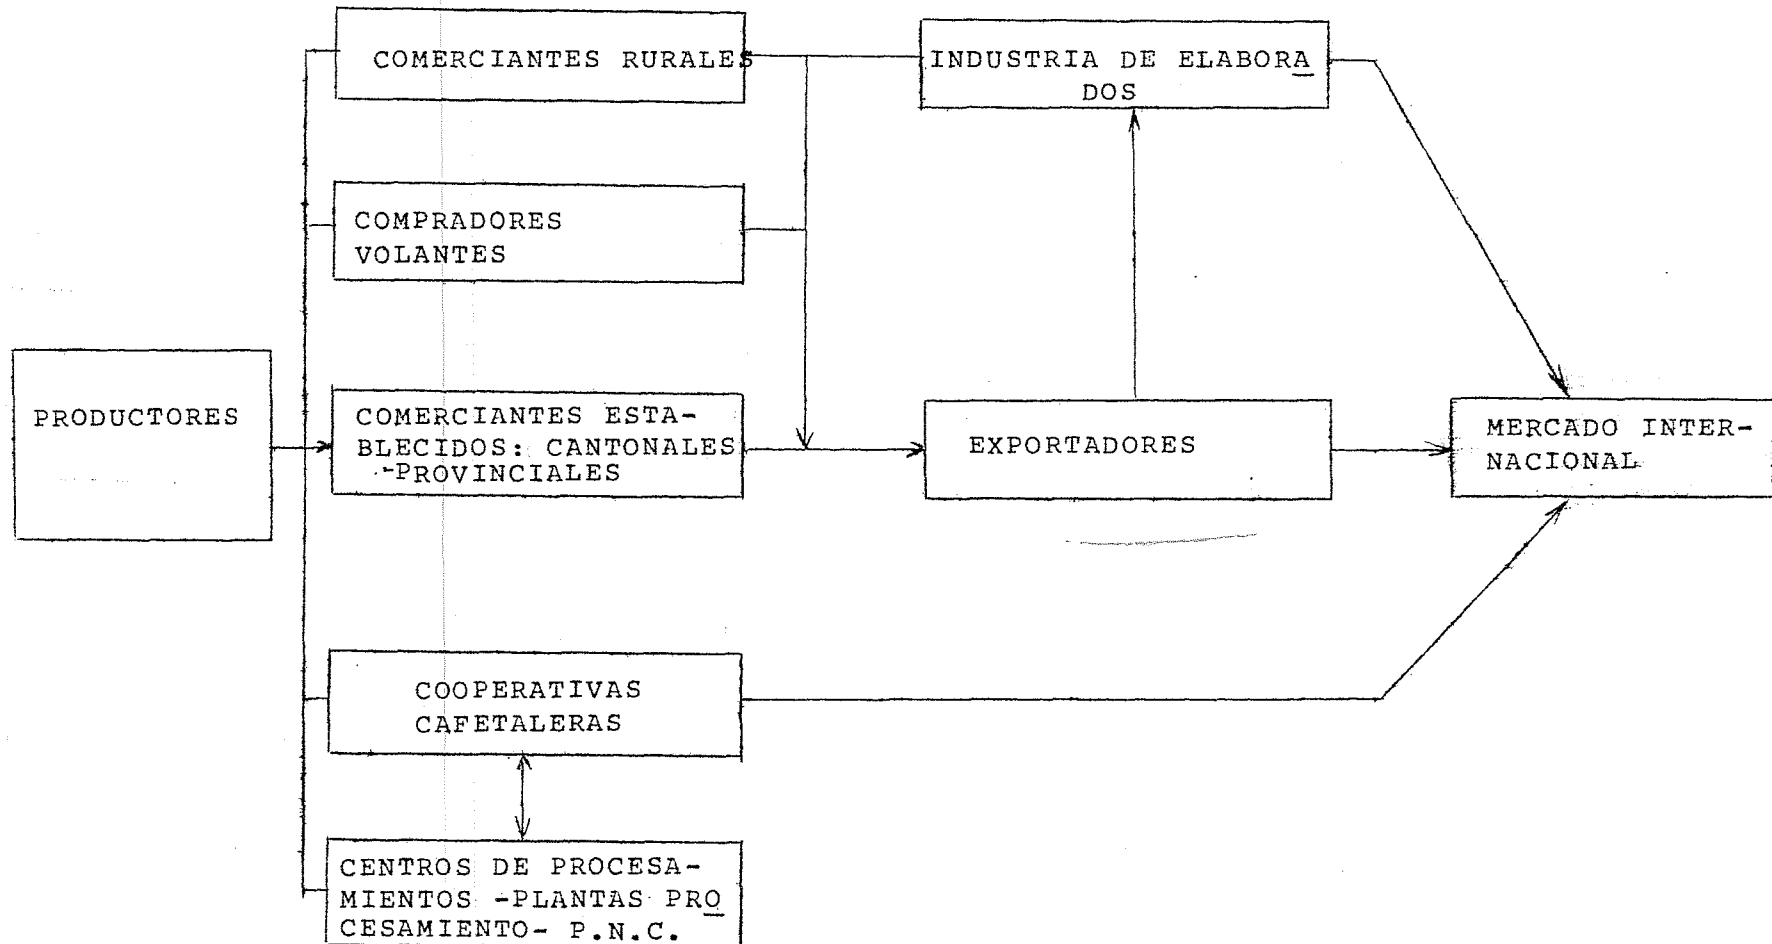 COMERCIANTES RURALES
INDUSTRIA DE ELABORA
DOS
COMPRADORES
VOLANTES
PRODUCTORES
COMERCIANTES ESTA-
BLECIDOS: CANTONALES
-PROVINCIALES
EXPORTADORES
MERCADO INTER-
NACIONAL
COOPERATIVAS
CAFETALERAS
CENTROS DE PROCESA-
MIENTOS -PLANTAS PRO
CESAMIENTO- P.N.C.